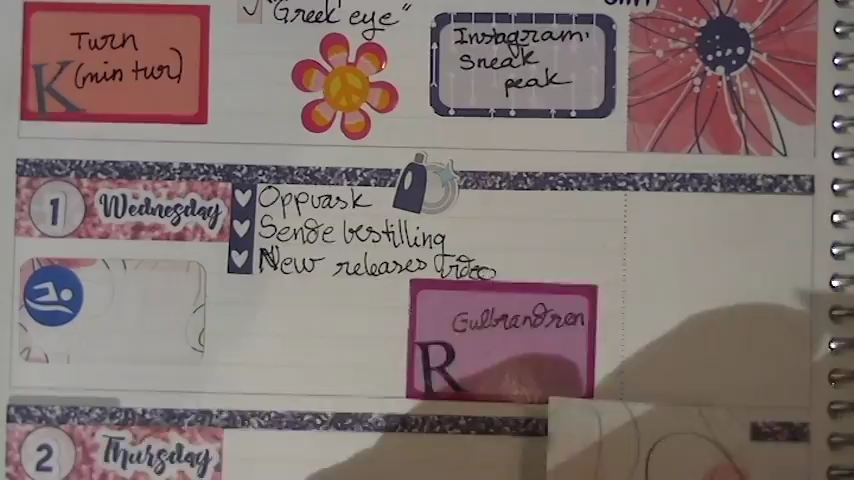 "Greek eye"
Turn
K (min tur)
Instagram:
Sneak
peak
1 Wednesday
Oppvask
Sende bestilling
New releases video
Gulbrandsen
R
2 Thursday